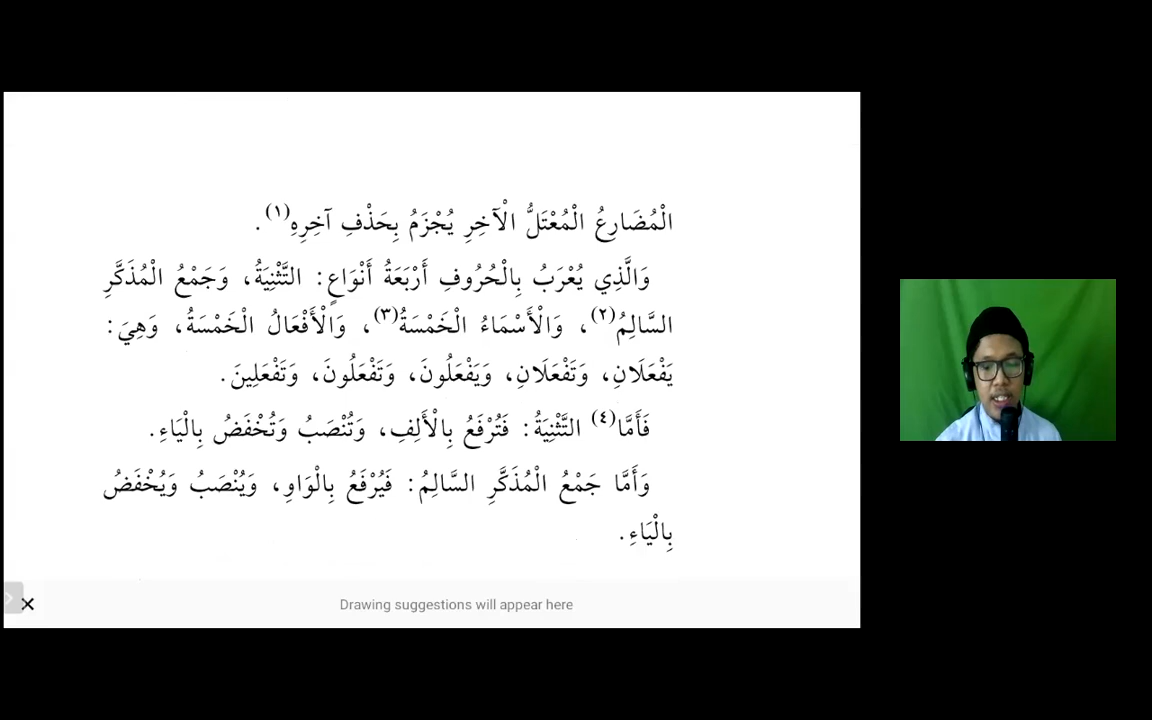 الْمُضَارِعُ الْمُعْتَلُّ الْآخِرِ يُجْزَمُ بِحَذْفِ آخِرِهِ(١).
وَالَّذِي يُعْرَبُ بِالْحُرُوفِ أَرْبَعَةُ أَنْوَاعٍ: التَّثْنِيَةُ، وَجَمْعُ الْمُذَكَّرِ
السَّالِمُ(٢)، وَالْأَسْمَاءُ الْخَمْسَةُ(٣)، وَالْأَفْعَالُ الْخَمْسَةُ، وَهِيَ:
يَفْعَلَانِ، وَتَفْعَلَانِ، وَيَفْعَلُونَ، وَتَفْعَلُونَ، وَتَفْعَلِينَ.
فَأَمَّا(٤) التَّثْنِيَةُ: فَتُرْفَعُ بِالْأَلِفِ، وَتُنْصَبُ وَتُخْفَضُ بِالْيَاءِ.
وَأَمَّا جَمْعُ الْمُذَكَّرِ السَّالِمُ: فَيُرْفَعُ بِالْوَاوِ، وَيُنْصَبُ وَيُخْفَضُ
بِالْيَاءِ.
Drawing suggestions will appear here